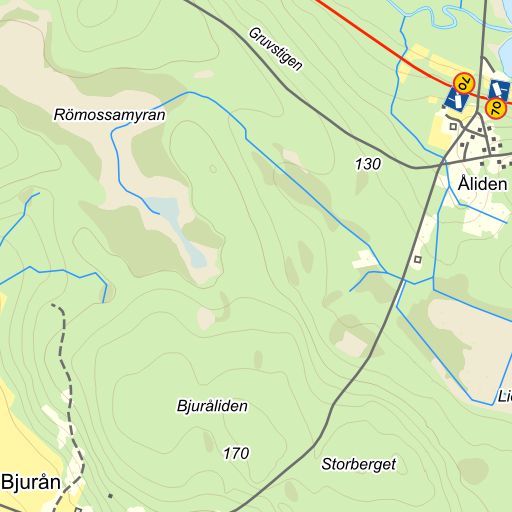 Gruvstigen
70
70
Römossamyran
130
Åliden
Bjuråliden
170
Storberget
Bjurån